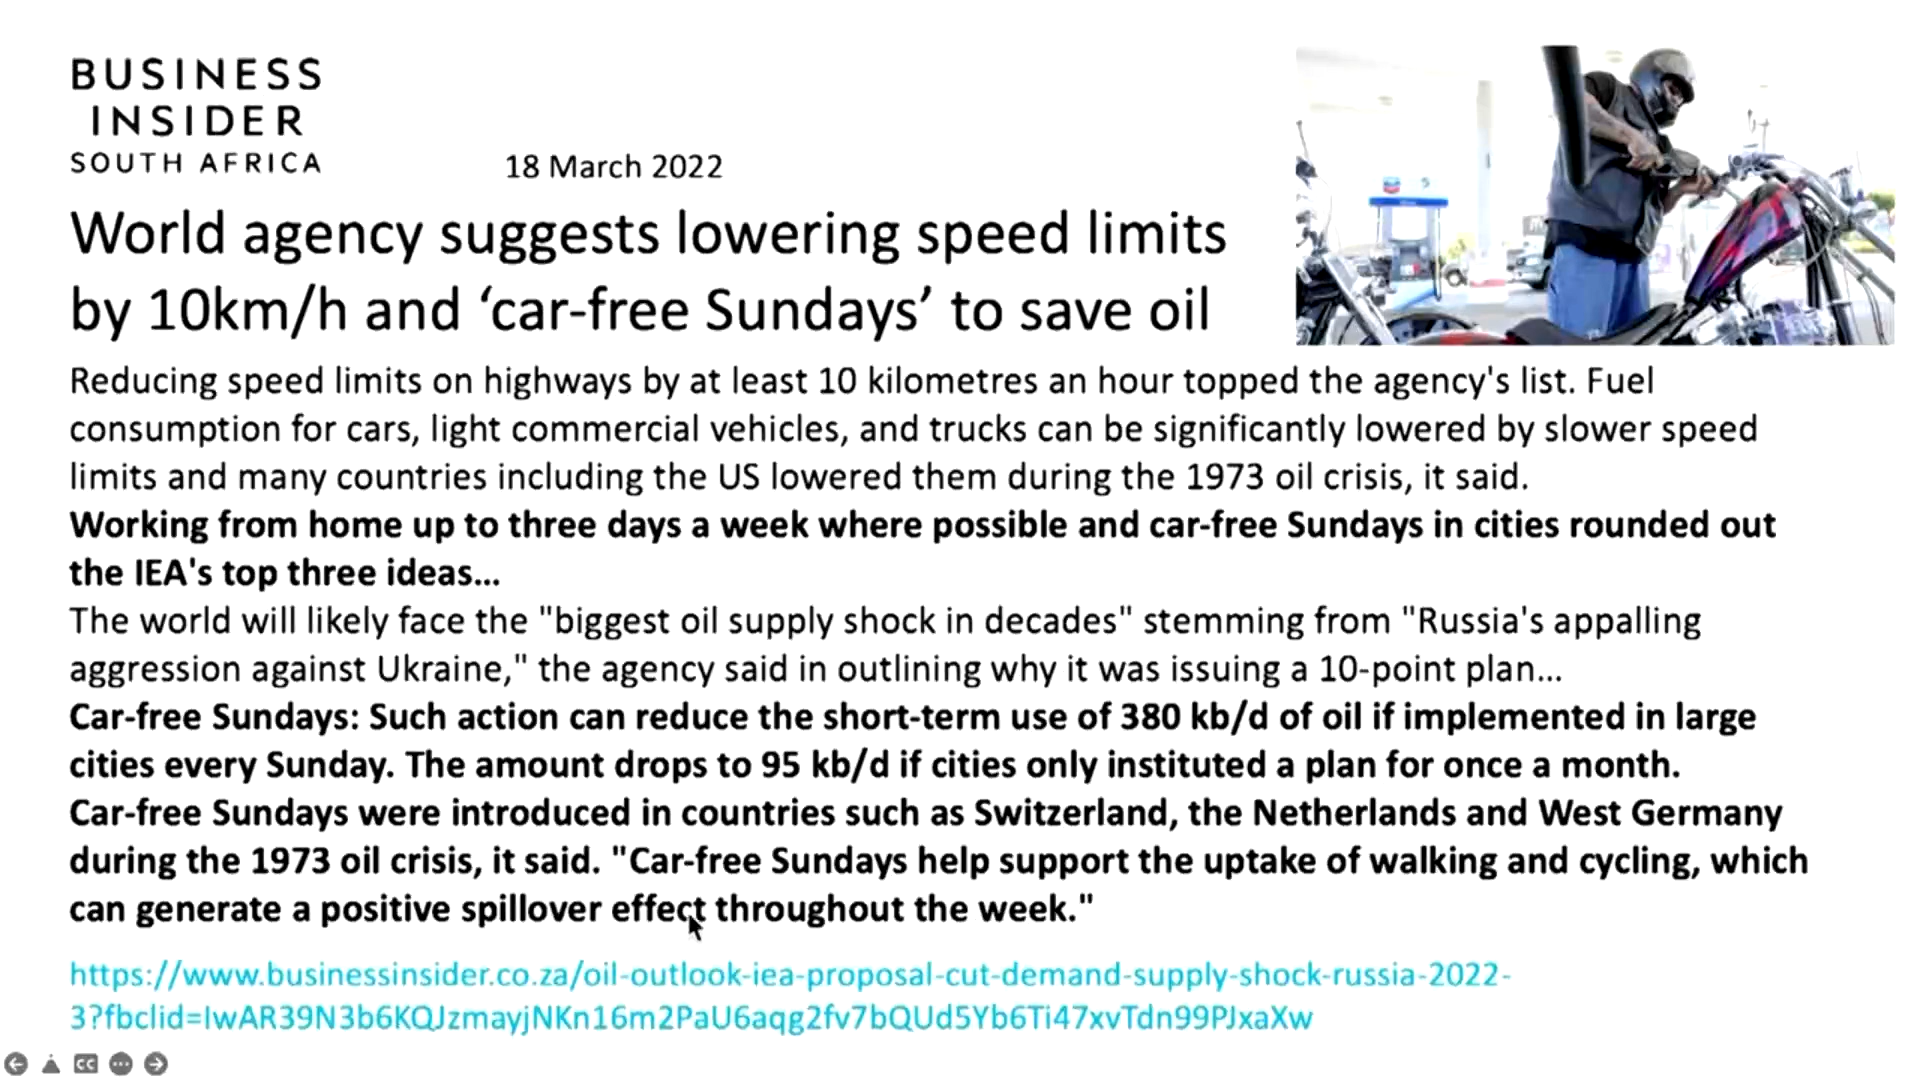 BUSINESS
INSIDER
SOUTH AFRICA
18 March 2022
World agency suggests lowering speed limits
by 10km/h and ‘car-free Sundays’ to save oil
Reducing speed limits on highways by at least 10 kilometres an hour topped the agency's list. Fuel
consumption for cars, light commercial vehicles, and trucks can be significantly lowered by slower speed
limits and many countries including the US lowered them during the 1973 oil crisis, it said.
Working from home up to three days a week where possible and car-free Sundays in cities rounded out
the IEA's top three ideas...
The world will likely face the "biggest oil supply shock in decades" stemming from "Russia's appalling
aggression against Ukraine," the agency said in outlining why it was issuing a 10-point plan...
Car-free Sundays: Such action can reduce the short-term use of 380 kb/d of oil if implemented in large
cities every Sunday. The amount drops to 95 kb/d if cities only instituted a plan for once a month.
Car-free Sundays were introduced in countries such as Switzerland, the Netherlands and West Germany
during the 1973 oil crisis, it said. "Car-free Sundays help support the uptake of walking and cycling, which
can generate a positive spillover effect throughout the week."
https://www.businessinsider.co.za/oil-outlook-iea-proposal-cut-demand-supply-shock-russia-2022-
3?fbclid=IwAR39N3b6KQJzmayjNKn16m2PaU6aqg2fv7bQUd5Yb6Ti47xvTdn99PJxaXw
CC